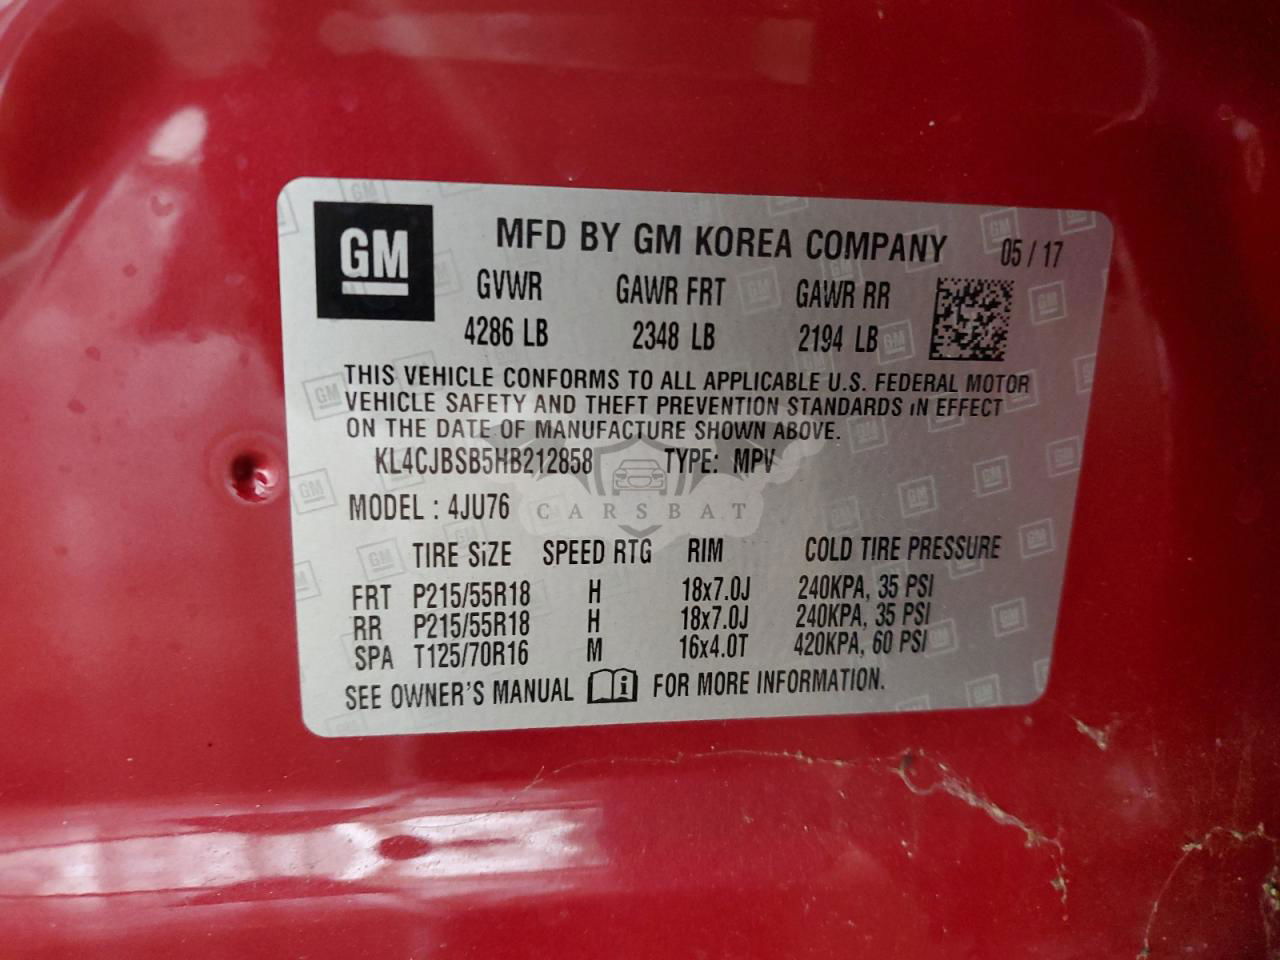 GM
MFD BY GM KOREA COMPANY 05 / 17
GVWR GAWR FRT GAWR RR
4286 LB 2348 LB 2194 LB
THIS VEHICLE CONFORMS TO ALL APPLICABLE U.S. FEDERAL MOTOR
VEHICLE SAFETY AND THEFT PREVENTION STANDARDS iN EFFECT
ON THE DATE OF MANUFACTURE SHOWN ABOVE.
KL4CJBSB5HB212858 TYPE: MPV
MODEL : 4JU76
CARSBAT
TIRE SiZE SPEED RTG RIM COLD TIRE PRESSURE
FRT P215/55R18 H 18x7.0J 240KPA, 35 PSI
RR P215/55R18 H 18x7.0J 240KPA, 35 PSI
SPA T125/70R16 M 16x4.0T 420KPA, 60 PSI
SEE OWNER'S MANUAL i FOR MORE INFORMATION.